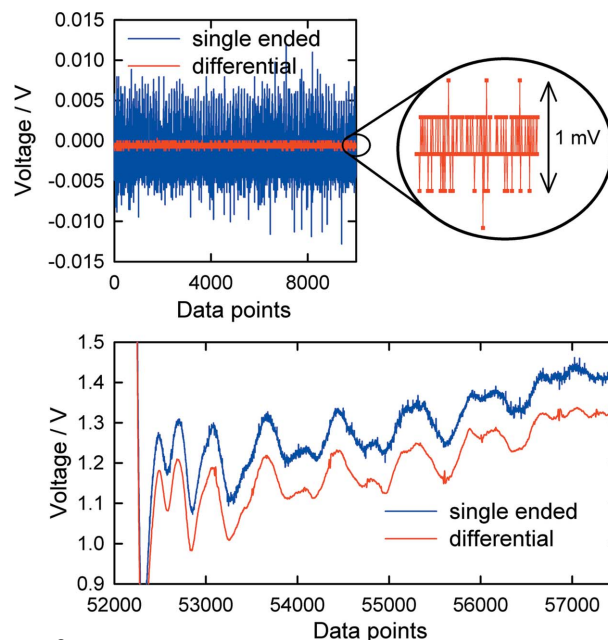 0.015
0.010
0.005
0.000
-0.005
-0.010
-0.015
Voltage / V
single ended
differential
1 mV
0
4000
8000
Data points
1.5
1.4
1.3
1.2
1.1
1.0
0.9
Voltage / V
single ended
differential
52000
53000
54000
55000
56000
57000
Data points